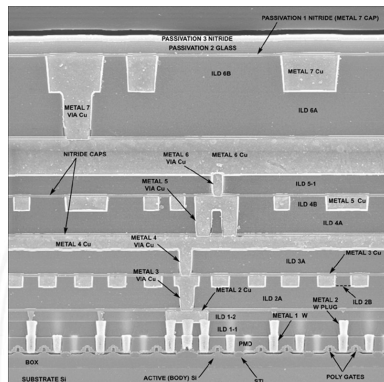 PASSIVATION 1 NITRIDE (METAL 7 CAP)
PASSIVATION 3 NITRIDE
PASSIVATION 2 GLASS
ILD 6B
METAL 7 Cu
METAL 7
VIA Cu
ILD 6A
NITRIDE CAPS
METAL 6
VIA Cu
METAL 6 Cu
METAL 5
VIA Cu
ILD 5-1
ILD 4B
METAL 5 Cu
ILD 4A
METAL 4 Cu
METAL 4
VIA Cu
METAL 3 Cu
ILD 3A
METAL 3
VIA Cu
METAL 2 Cu
ILD 2A
ILD 2B
ILD 1-2
METAL 2
W PLUG
METAL 1 W
ILD 1-1
PMD
BOX
ACTIVE (BODY) Si
STI
POLY GATES
SUBSTRATE Si